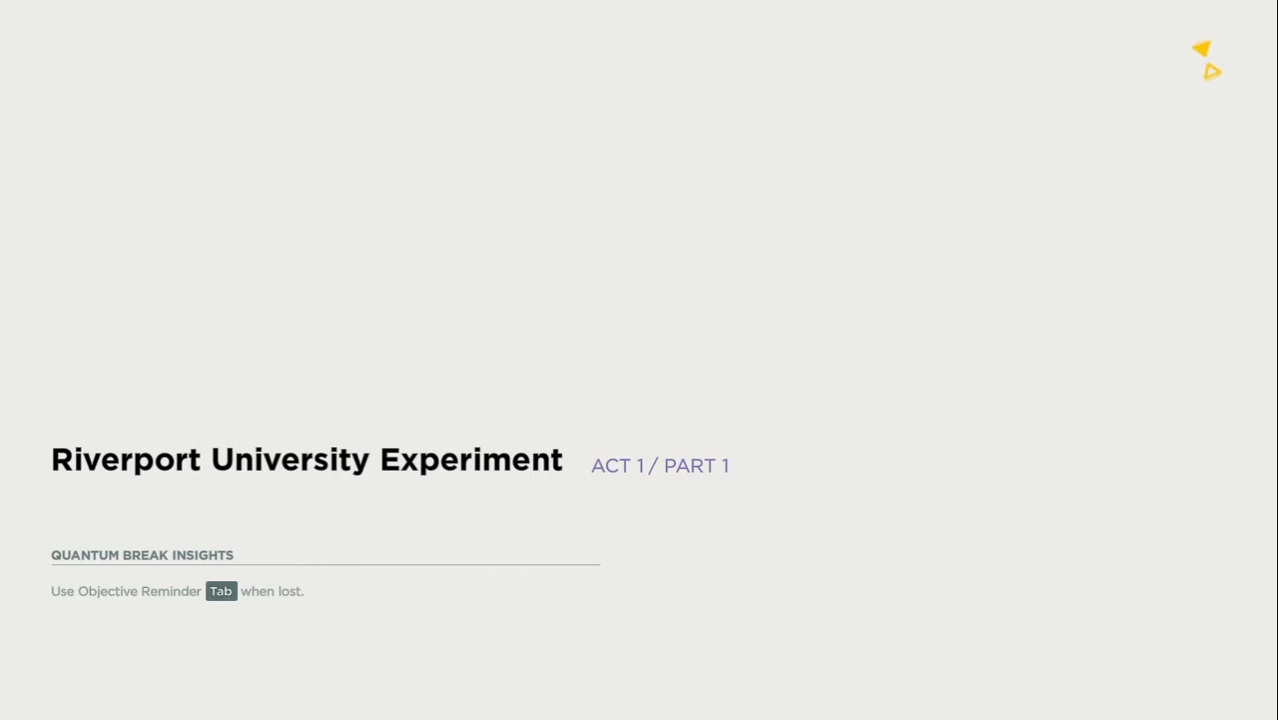 Riverport University Experiment ACT 1 / PART 1
QUANTUM BREAK INSIGHTS
Use Objective Reminder Tab when lost.